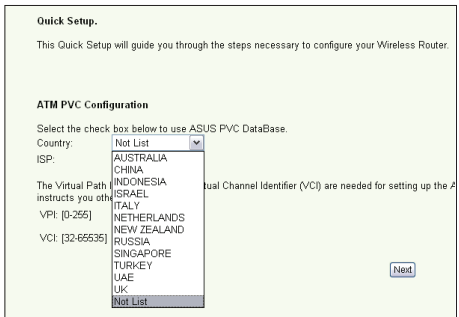 Quick Setup.
This Quick Setup will guide you through the steps necessary to configure your Wireless Router.
ATM PVC Configuration
Select the check box below to use ASUS PVC DataBase.
Country: Not List
ISP:
AUSTRALIA
CHINA
INDONESIA
ISRAEL
ITALY
NETHERLANDS
NEW ZEALAND
RUSSIA
SINGAPORE
TURKEY
UAE
UK
Not List
The Virtual Path tual Channel Identifier (VCI) are needed for setting up the A
instructs you othe
VPI: [0-255]
VCI: [32-65535]
Next